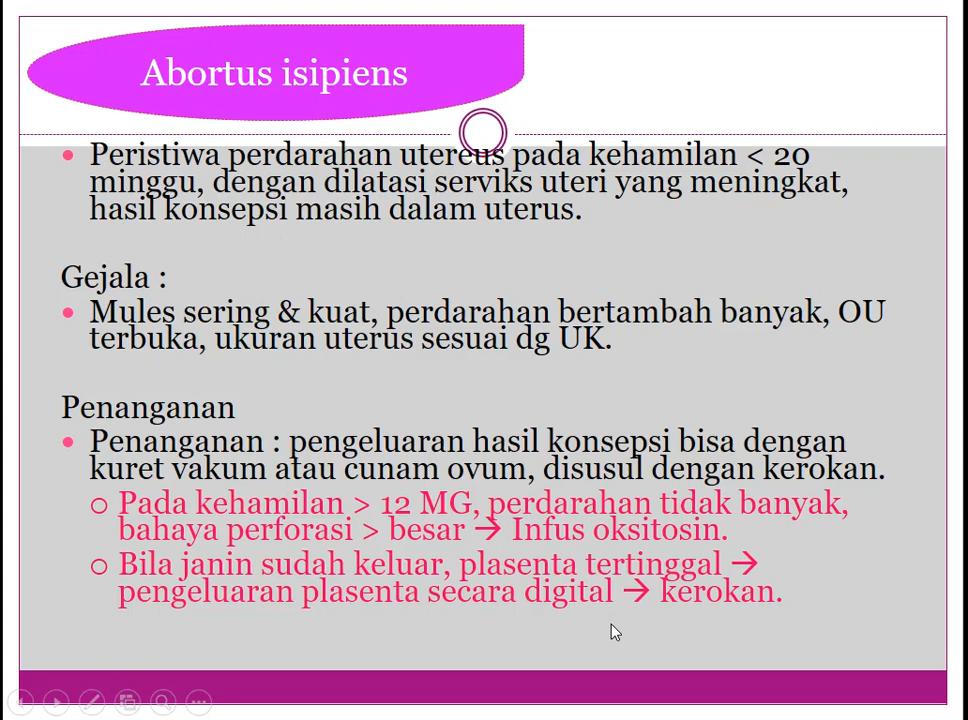 Abortus isipiens
• Peristiwa perdarahan utereus pada kehamilan < 20
minggu, dengan dilatasi serviks uteri yang meningkat,
hasil konsepsi masih dalam uterus.
Gejala :
• Mules sering & kuat, perdarahan bertambah banyak, OU
terbuka, ukuran uterus sesuai dg UK.
Penanganan
• Penanganan : pengeluaran hasil konsepsi bisa dengan
kuret vakum atau cunam ovum, disusul dengan kerokan.
○ Pada kehamilan > 12 MG, perdarahan tidak banyak,
bahaya perforasi > besar → Infus oksitosin.
○ Bila janin sudah keluar, plasenta tertinggal →
pengeluaran plasenta secara digital → kerokan.